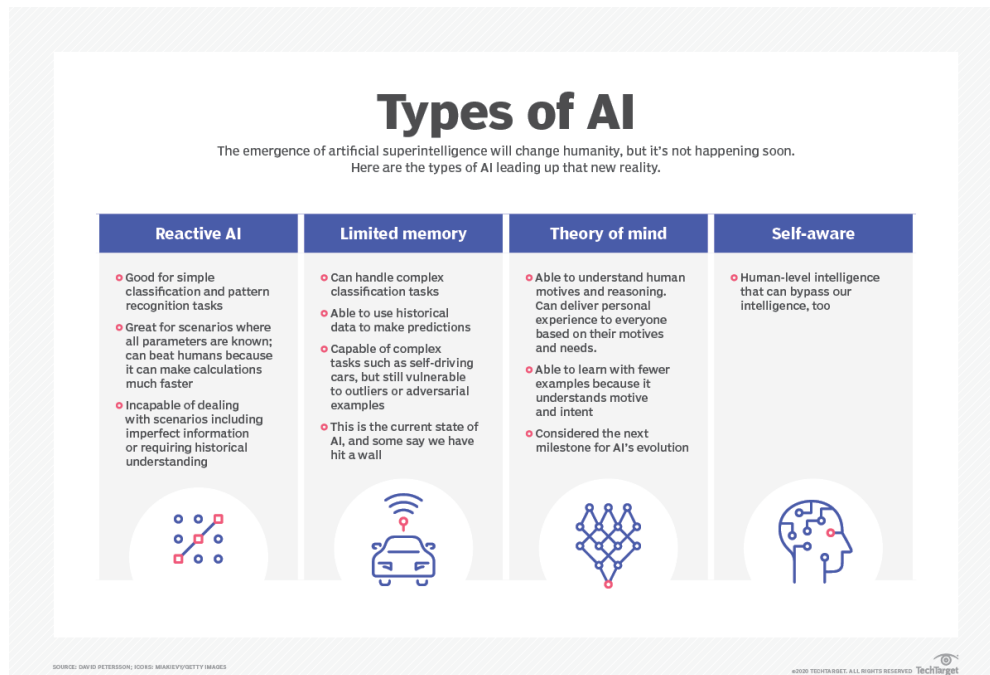 Types of AI
The emergence of artificial superintelligence will change humanity, but it's not happening soon.
Here are the types of AI leading up that new reality.
Reactive AI
Good for simple
classification and pattern
recognition tasks
Great for scenarios where
all parameters are known;
can beat humans because
it can make calculations
much faster
Incapable of dealing
with scenarios including
imperfect information
or requiring historical
understanding
Limited memory
Can handle complex
classification tasks
Able to use historical
data to make predictions
Capable of complex
tasks such as self-driving
cars, but still vulnerable
to outliers or adversarial
examples
This is the current state of
AI, and some say we have
hit a wall
Theory of mind
Able to understand human
motives and reasoning.
Can deliver personal
experience to everyone
based on their motives
and needs.
Able to learn with fewer
examples because it
understands motive
and intent
Considered the next
milestone for AI's evolution
Self-aware
Human-level intelligence
that can bypass our
intelligence, too
SOURCE: DAVID PETERSSON; ICONS: MIAKIEVY/GETTY IMAGES
©2020 TECHTARGET. ALL RIGHTS RESERVED
TechTarget